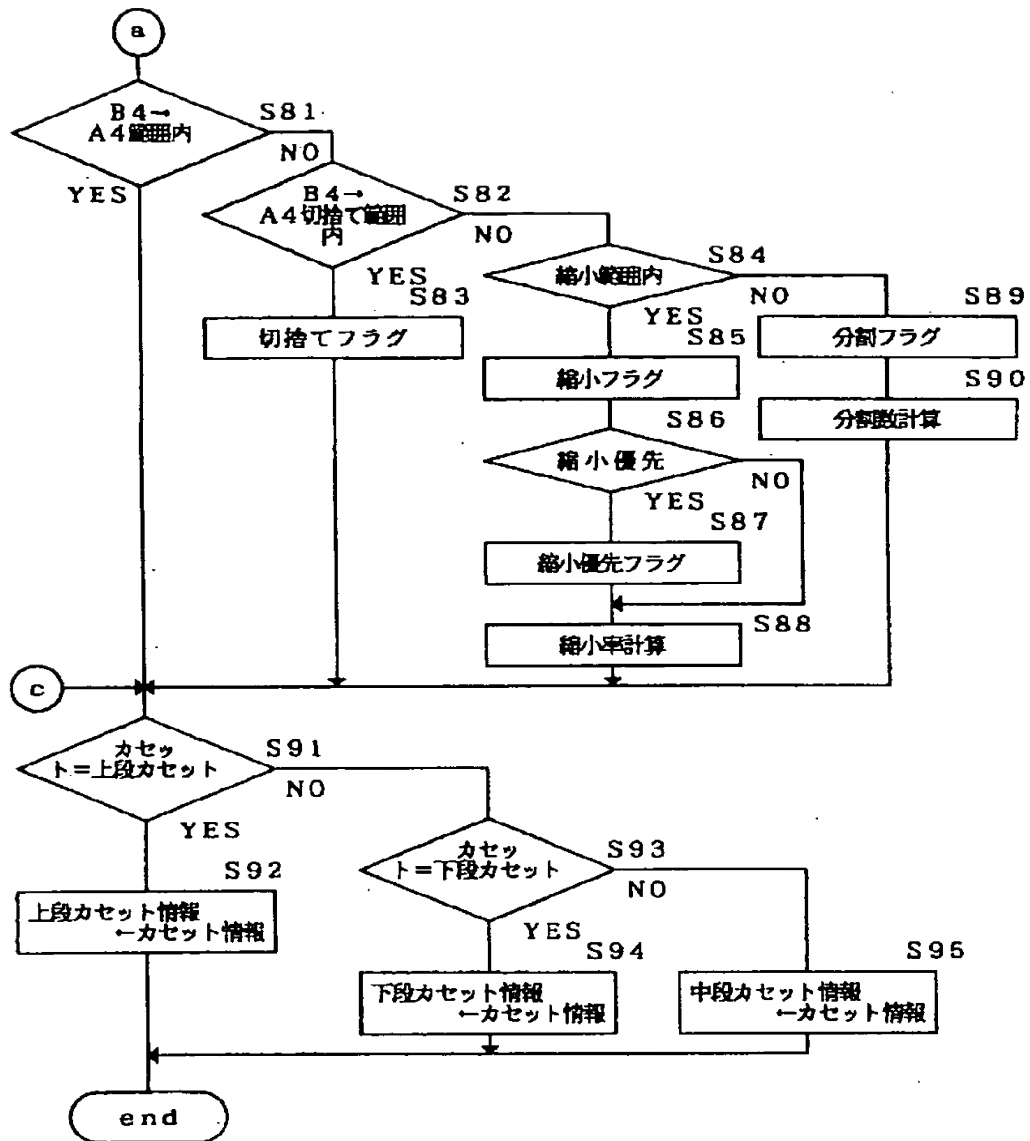 a
B4→
A4範囲内
S81
NO
YES
B4→
A4切捨て範囲
内
S82
NO
YES
S83
切捨てフラグ
縮小範囲内
S84
NO
YES
S85
縮小フラグ
S86
縮小優先
NO
YES
S87
縮小優先フラグ
S88
縮小率計算
S89
分割フラグ
S90
分割数計算
c
カセッ
ト=上段カセット
S91
NO
YES
S92
上段カセット情報
←カセット情報
カセッ
ト=下段カセット
S93
NO
YES
S94
下段カセット情報
←カセット情報
S95
中段カセット情報
←カセット情報
end